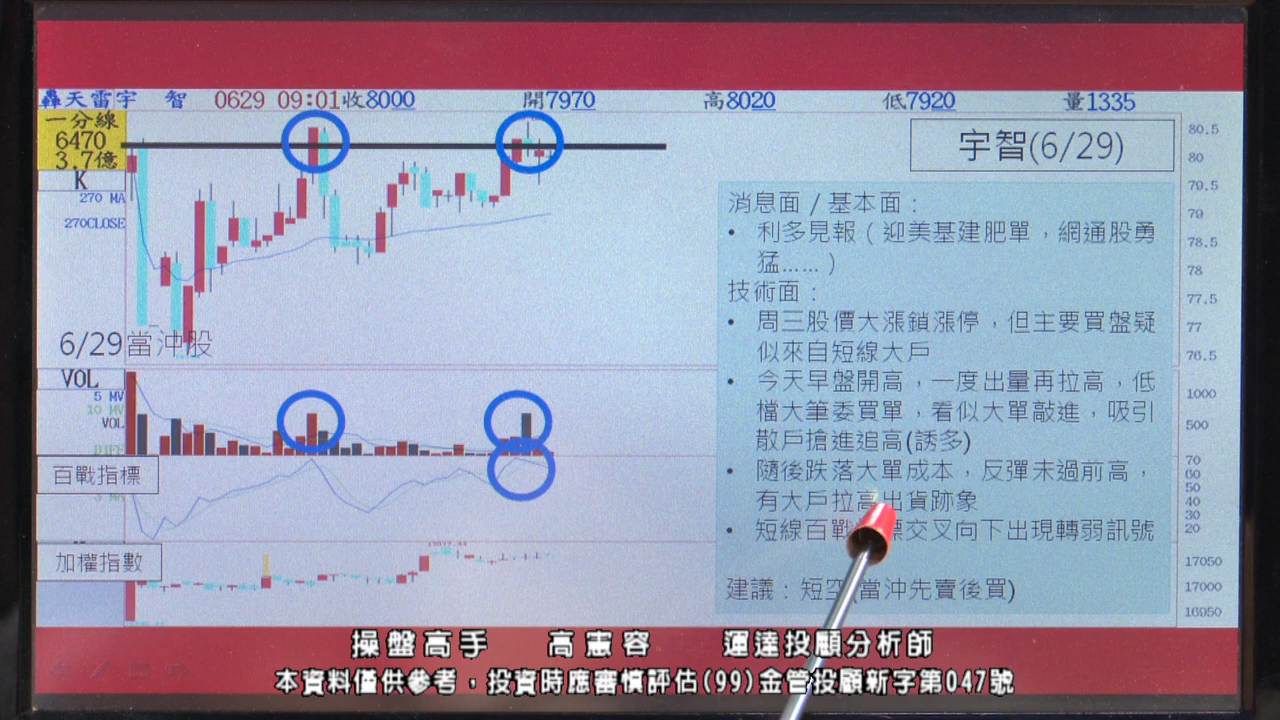 轟天雷宇 智 0629 09:01收8000 開7970 高8020 低7920 量1335
一分線
6470
3.7億
K
270 MA
270CLOSE
6/29當沖股
80.5
80
79.5
79
78.5
78
77.5
77
76.5
宇智(6/29)
消息面/基本面:
• 利多見報(迎美基建肥單,網通股勇
猛……)
技術面:
• 周三股價大漲鎖漲停,但主要買盤疑
似來自短線大戶
• 今天早盤開高,一度出量再拉高,低
檔大筆委買單,看似大單敲進,吸引
散戶搶進追高(誘多)
• 隨後跌落大單成本,反彈未過前高,
有大戶拉高出貨跡象
• 短線百戰 標交叉向下出現轉弱訊號
建議:短空(當沖先賣後買)
VOL
5 MV
10 MV
VOL
1000
500
百戰指標
70
60
50
40
30
20
加權指數
17050
17000
16950
操盤高手 高憲容 運達投顧分析師
本資料僅供參考,投資時應審慎評估(99)金管投顧新字第047號